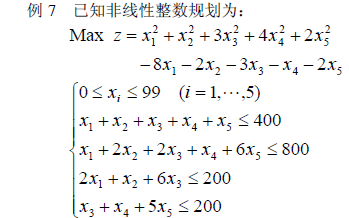 例 7 已知非线性整数规划为:
Max z = x₁² + x₂² + 3x₃² + 4x₄² + 2x₅²
−8x₁ − 2x₂ − 3x₃ − x₄ − 2x₅
0 ≤ xᵢ ≤ 99 (i = 1,⋯,5)
x₁ + x₂ + x₃ + x₄ + x₅ ≤ 400
x₁ + 2x₂ + 2x₃ + x₄ + 6x₅ ≤ 800
2x₁ + x₂ + 6x₃ ≤ 200
x₃ + x₄ + 5x₅ ≤ 200